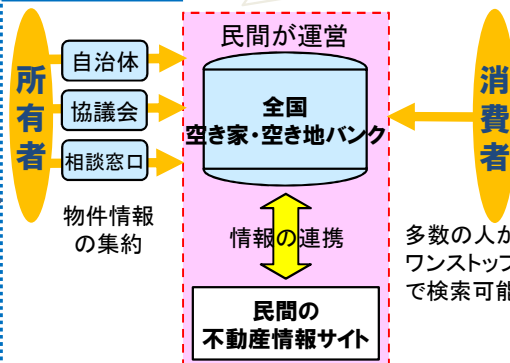 民間が運営
所有者
自治体
協議会
相談窓口
物件情報
の集約
全国
空き家・空き地バンク
情報の連携
民間の
不動産情報サイト
消費者
多数の人が
ワンストップ
で検索可能